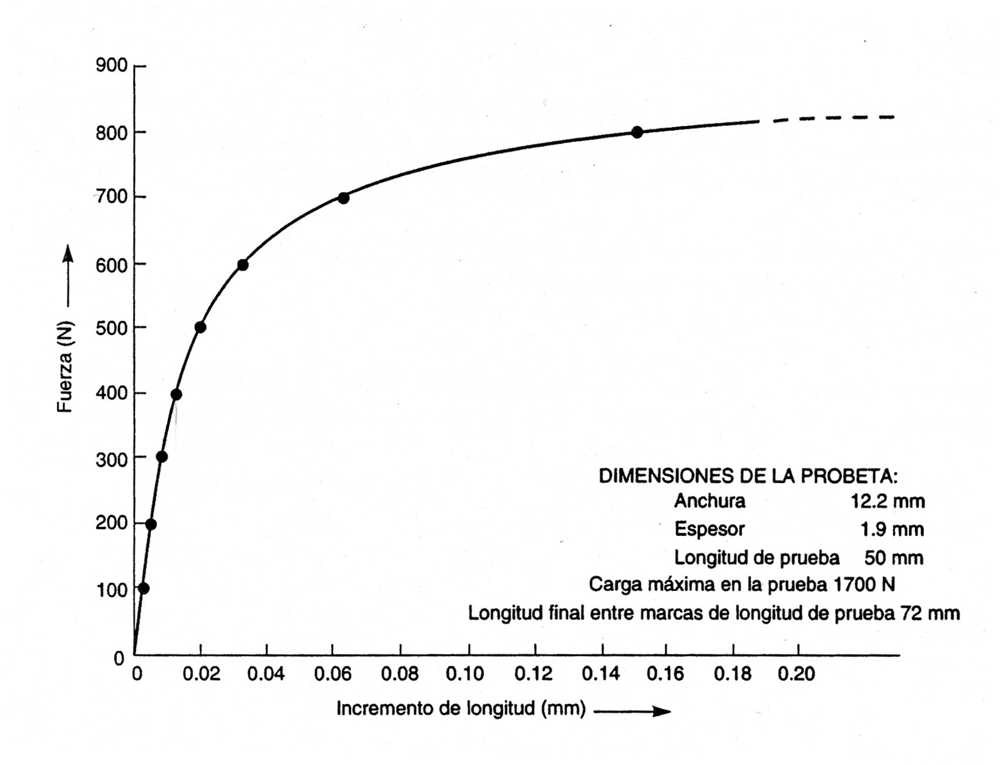 900
800
700
600
500
400
300
200
100
0
Fuerza (N)
0 0.02 0.04 0.06 0.08 0.10 0.12 0.14 0.16 0.18 0.20
Incremento de longitud (mm)
DIMENSIONES DE LA PROBETA:
Anchura 12.2 mm
Espesor 1.9 mm
Longitud de prueba 50 mm
Carga máxima en la prueba 1700 N
Longitud final entre marcas de longitud de prueba 72 mm